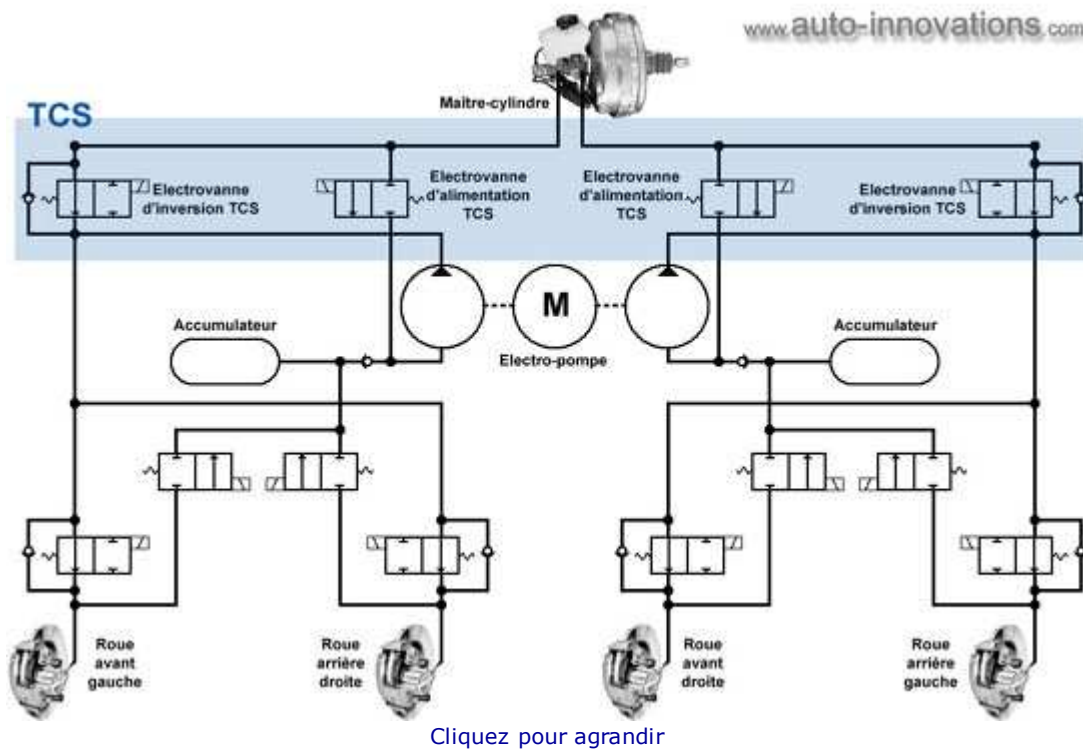 www.auto-innovations.com
Maître-cylindre
TCS
Electrovanne
d'inversion TCS
Electrovanne
d'alimentation
TCS
Electrovanne
d'alimentation
TCS
Electrovanne
d'inversion TCS
M
Accumulateur
Electro-pompe
Accumulateur
Roue
avant
gauche
Roue
arrière
droite
Roue
avant
droite
Roue
arrière
gauche
Cliquez pour agrandir